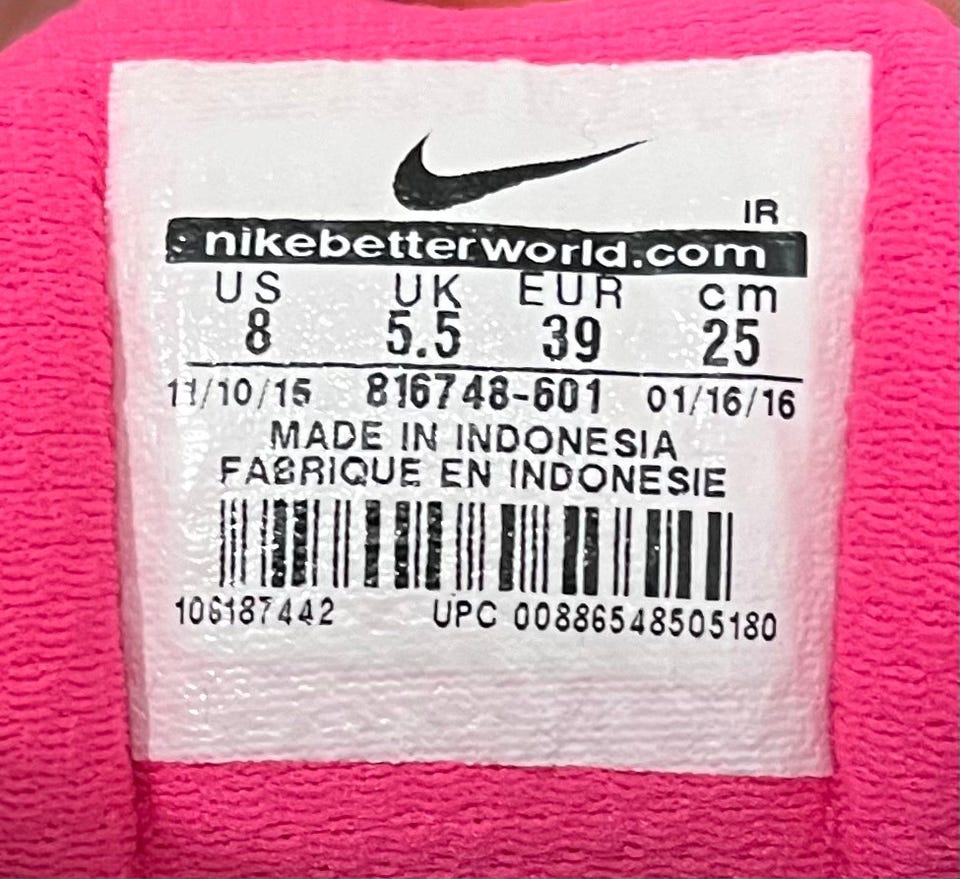 IR
nikebetterworld.com
US UK EUR cm
8 5.5 39 25
11/10/15 816748-601 01/16/16
MADE IN INDONESIA
FABRIQUE EN INDONESIE
106187442 UPC 00886548505180